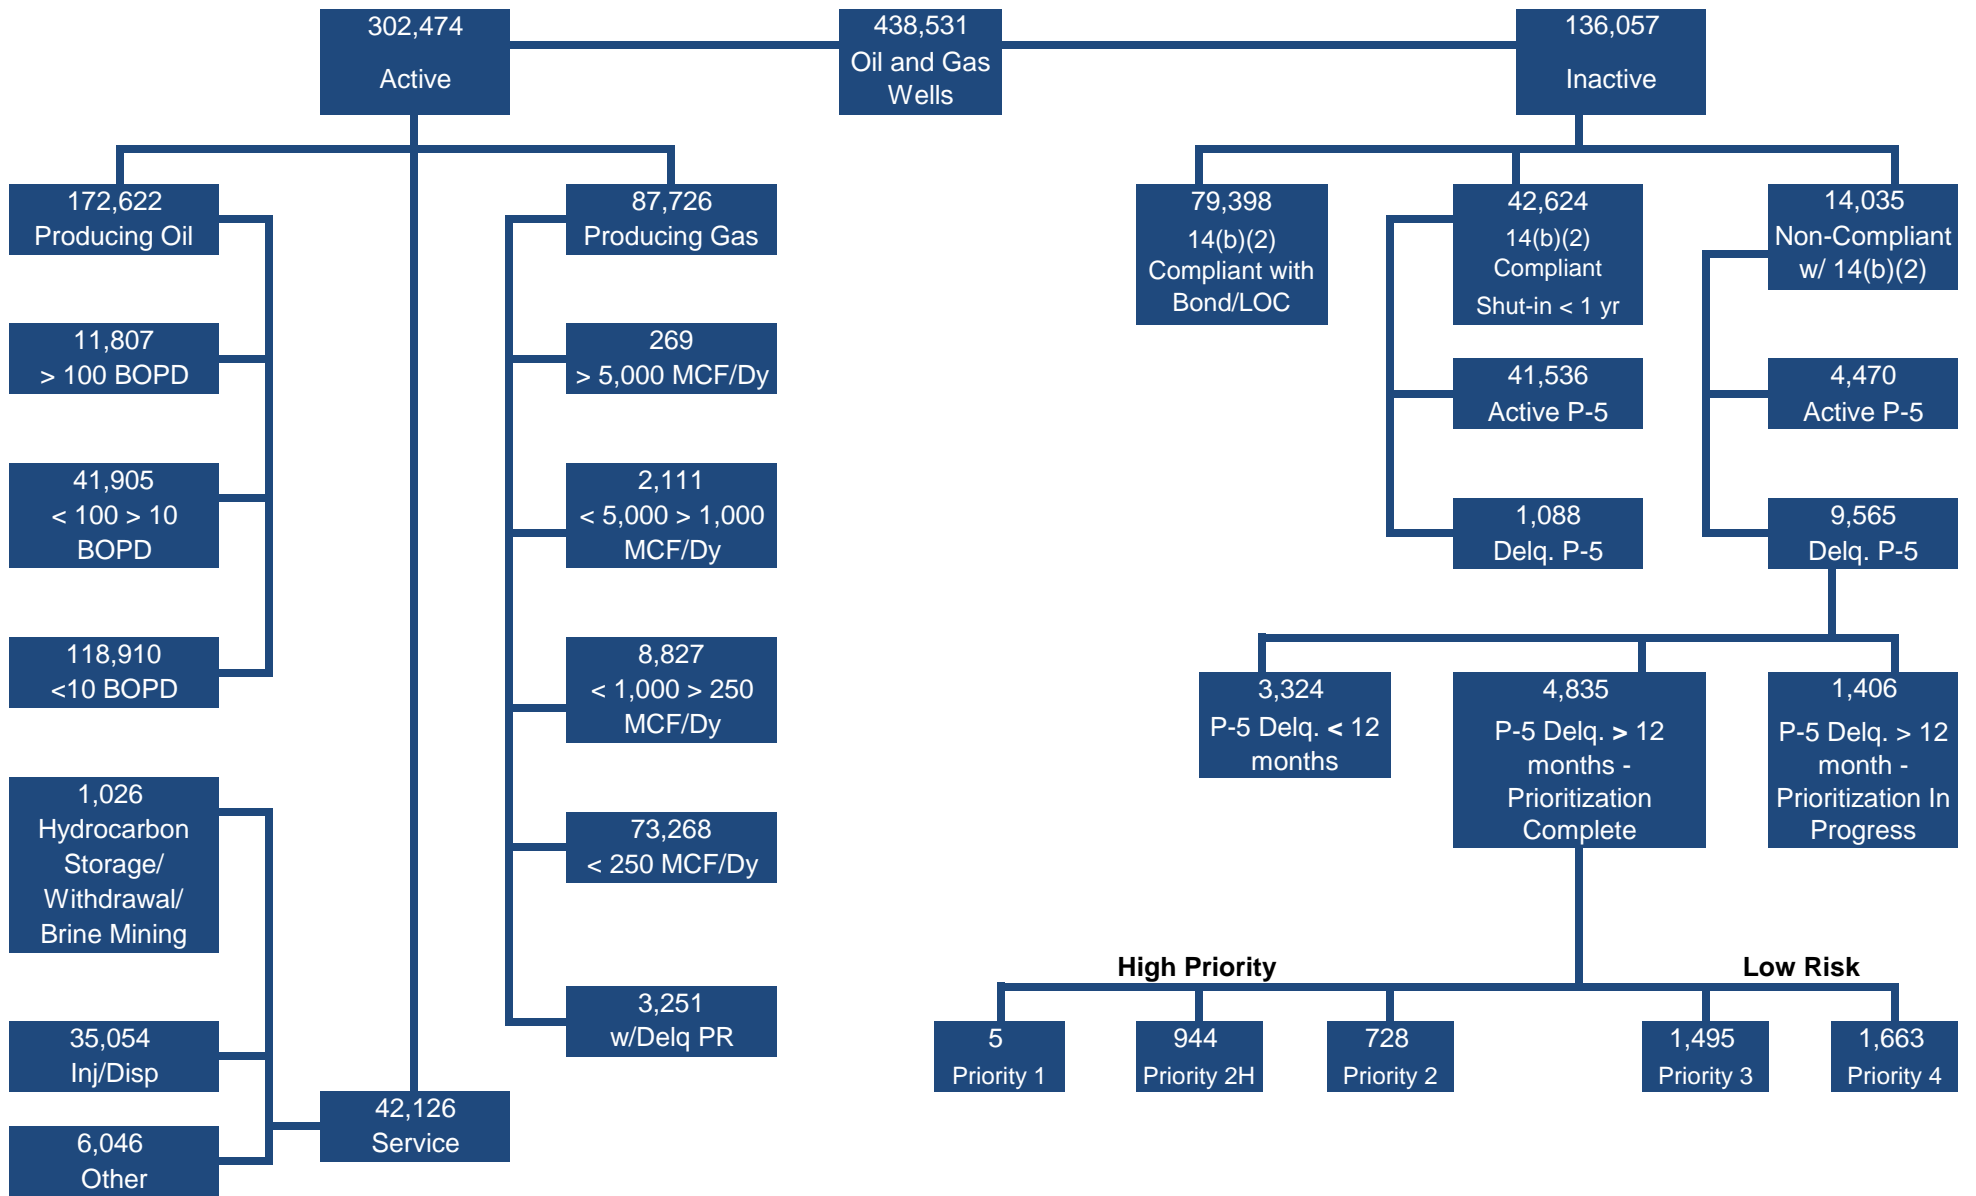 302,474
Active
438,531
Oil and Gas
Wells
136,057
Inactive
172,622
Producing Oil
11,807
> 100 BOPD
41,905
< 100 > 10
BOPD
118,910
<10 BOPD
1,026
Hydrocarbon
Storage/
Withdrawal/
Brine Mining
35,054
Inj/Disp
6,046
Other
42,126
Service
87,726
Producing Gas
269
> 5,000 MCF/Dy
2,111
< 5,000 > 1,000
MCF/Dy
8,827
< 1,000 > 250
MCF/Dy
73,268
< 250 MCF/Dy
3,251
w/Delq PR
79,398
14(b)(2)
Compliant with
Bond/LOC
42,624
14(b)(2)
Compliant
Shut-in < 1 yr
41,536
Active P-5
1,088
Delq. P-5
14,035
Non-Compliant
w/ 14(b)(2)
4,470
Active P-5
9,565
Delq. P-5
3,324
P-5 Delq. < 12
months
4,835
P-5 Delq. > 12
months -
Prioritization
Complete
1,406
P-5 Delq. > 12
month -
Prioritization In
Progress
High Priority
Low Risk
5
Priority 1
944
Priority 2H
728
Priority 2
1,495
Priority 3
1,663
Priority 4